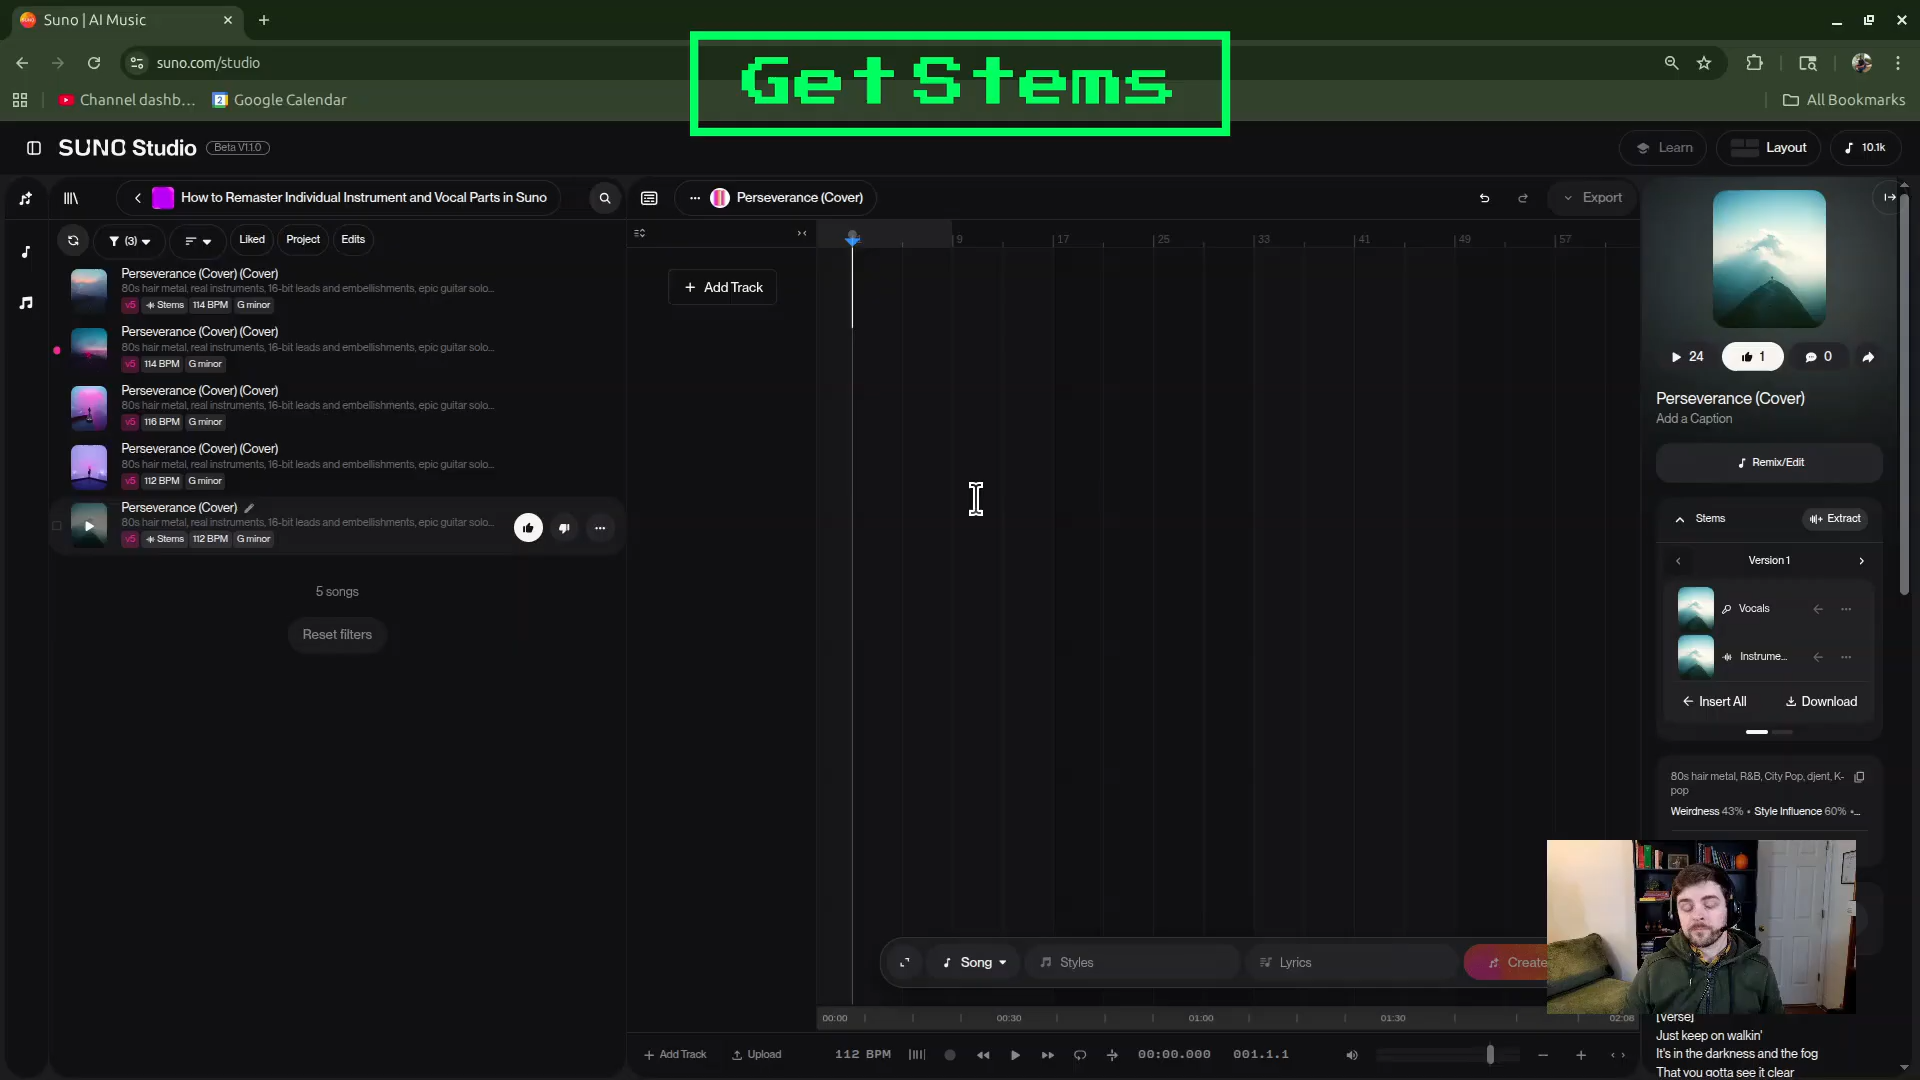 Suno | AI Music
suno.com/studio
Get Stems
Channel dashb...
Google Calendar
All Bookmarks
SUNO Studio
Beta V1.1.0
Learn
Layout
10.1k
How to Remaster Individual Instrument and Vocal Parts in Suno
Perseverance (Cover)
Export
(3)
Liked
Project
Edits
9
17
25
33
41
49
57
Add Track
Perseverance (Cover) (Cover)
80s hair metal, real instruments, 16-bit leads and embellishments, epic guitar solo...
v5
Stems
114 BPM
G minor
Perseverance (Cover) (Cover)
80s hair metal, real instruments, 16-bit leads and embellishments, epic guitar solo...
v5
114 BPM
G minor
Perseverance (Cover) (Cover)
80s hair metal, real instruments, 16-bit leads and embellishments, epic guitar solo...
v5
116 BPM
G minor
Perseverance (Cover) (Cover)
80s hair metal, real instruments, 16-bit leads and embellishments, epic guitar solo...
v5
112 BPM
G minor
Perseverance (Cover)
80s hair metal, real instruments, 16-bit leads and embellishments, epic guitar solo...
v5
Stems
112 BPM
G minor
5 songs
Reset filters
24
1
0
Perseverance (Cover)
Add a Caption
Remix/Edit
Stems
Extract
Version 1
Vocals
Instrume...
Insert All
Download
80s hair metal, R&B, City Pop, djent, K-
pop
Weirdness 43% • Style Influence 60% •...
Song
Styles
Lyrics
Create
00:00
00:30
01:00
01:30
02:08
[Verse]
Just keep on walkin'
It's in the darkness and the fog
That you gotta see it clear
Add Track
Upload
112 BPM
00:00.000
001.1.1